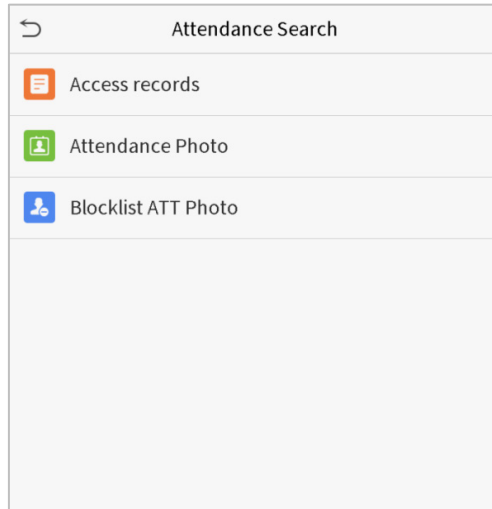 Attendance Search
Access records
Attendance Photo
Blocklist ATT Photo